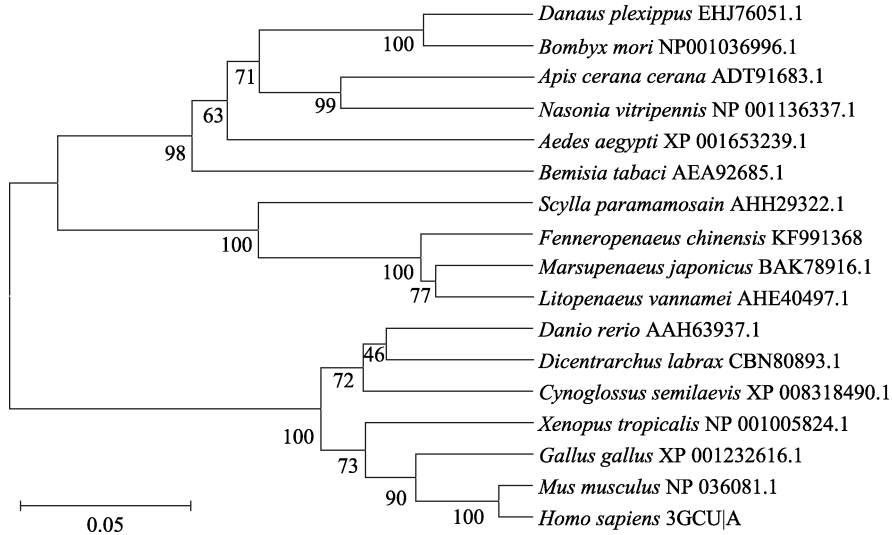 Danaus plexippus EHJ76051.1
100
Bombyx mori NP001036996.1
71
Apis cerana cerana ADT91683.1
99
Nasonia vitripennis NP 001136337.1
63
Aedes aegypti XP 001653239.1
98
Bemisia tabaci AEA92685.1
Scylla paramamosain AHH29322.1
100
Fenneropenaeus chinensis KF991368
100
Marsupenaeus japonicus BAK78916.1
77
Litopenaeus vannamei AHE40497.1
Danio rerio AAH63937.1
46
Dicentrarchus labrax CBN80893.1
72
Cynoglossus semilaevis XP 008318490.1
Xenopus tropicalis NP 001005824.1
100
Gallus gallus XP 001232616.1
73
Mus musculus NP 036081.1
90
Homo sapiens 3GCU|A
100
0.05